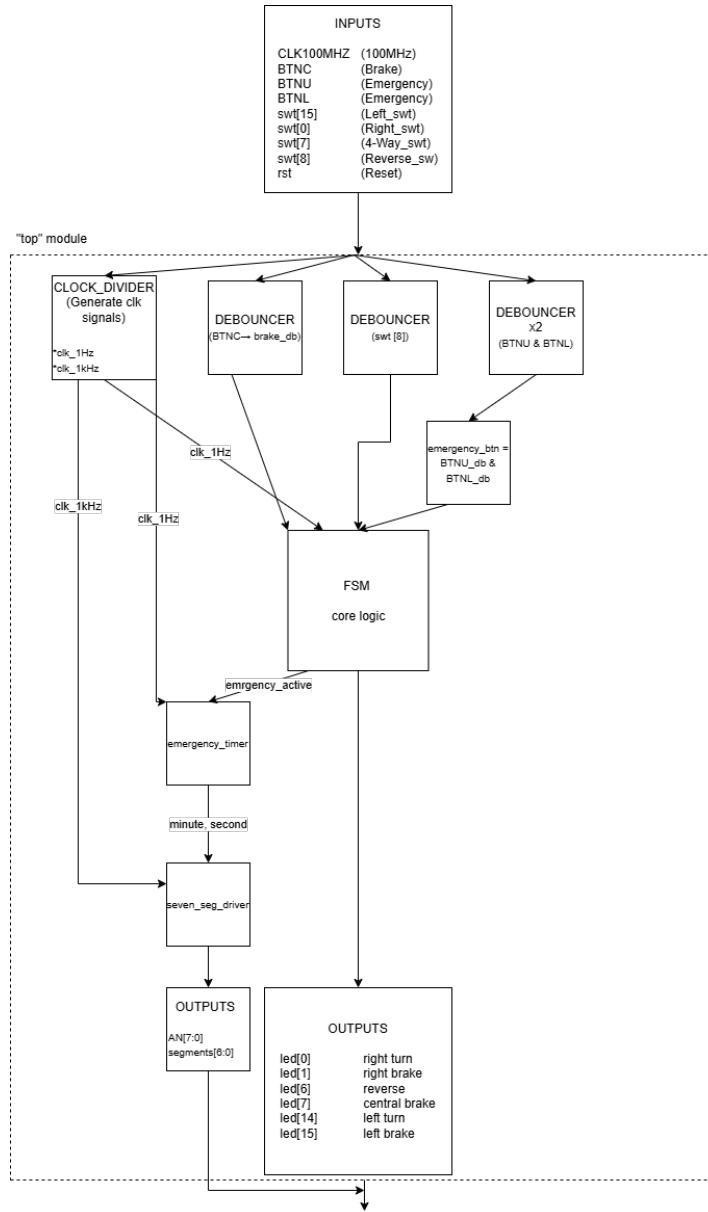 INPUTS
CLK100MHZ (100MHz)
BTNC (Brake)
BTNU (Emergency)
BTNL (Emergency)
swt[15] (Left_swt)
swt[0] (Right_swt)
swt[7] (4-Way_swt)
swt[8] (Reverse_sw)
rst (Reset)
"top" module
CLOCK_DIVIDER
(Generate clk
signals)
*clk_1Hz
*clk_1kHz
DEBOUNCER
(BTNC→ brake_db)
DEBOUNCER
(swt [8])
DEBOUNCER
x2
(BTNU & BTNL)
emergency_btn =
BTNU_db &
BTNL_db
clk_1Hz
clk_1kHz
clk_1Hz
FSM
core logic
emrgency_active
emergency_timer
minute, second
seven_seg_driver
OUTPUTS
AN[7:0]
segments[6:0]
OUTPUTS
led[0] right turn
led[1] right brake
led[6] reverse
led[7] central brake
led[14] left turn
led[15] left brake